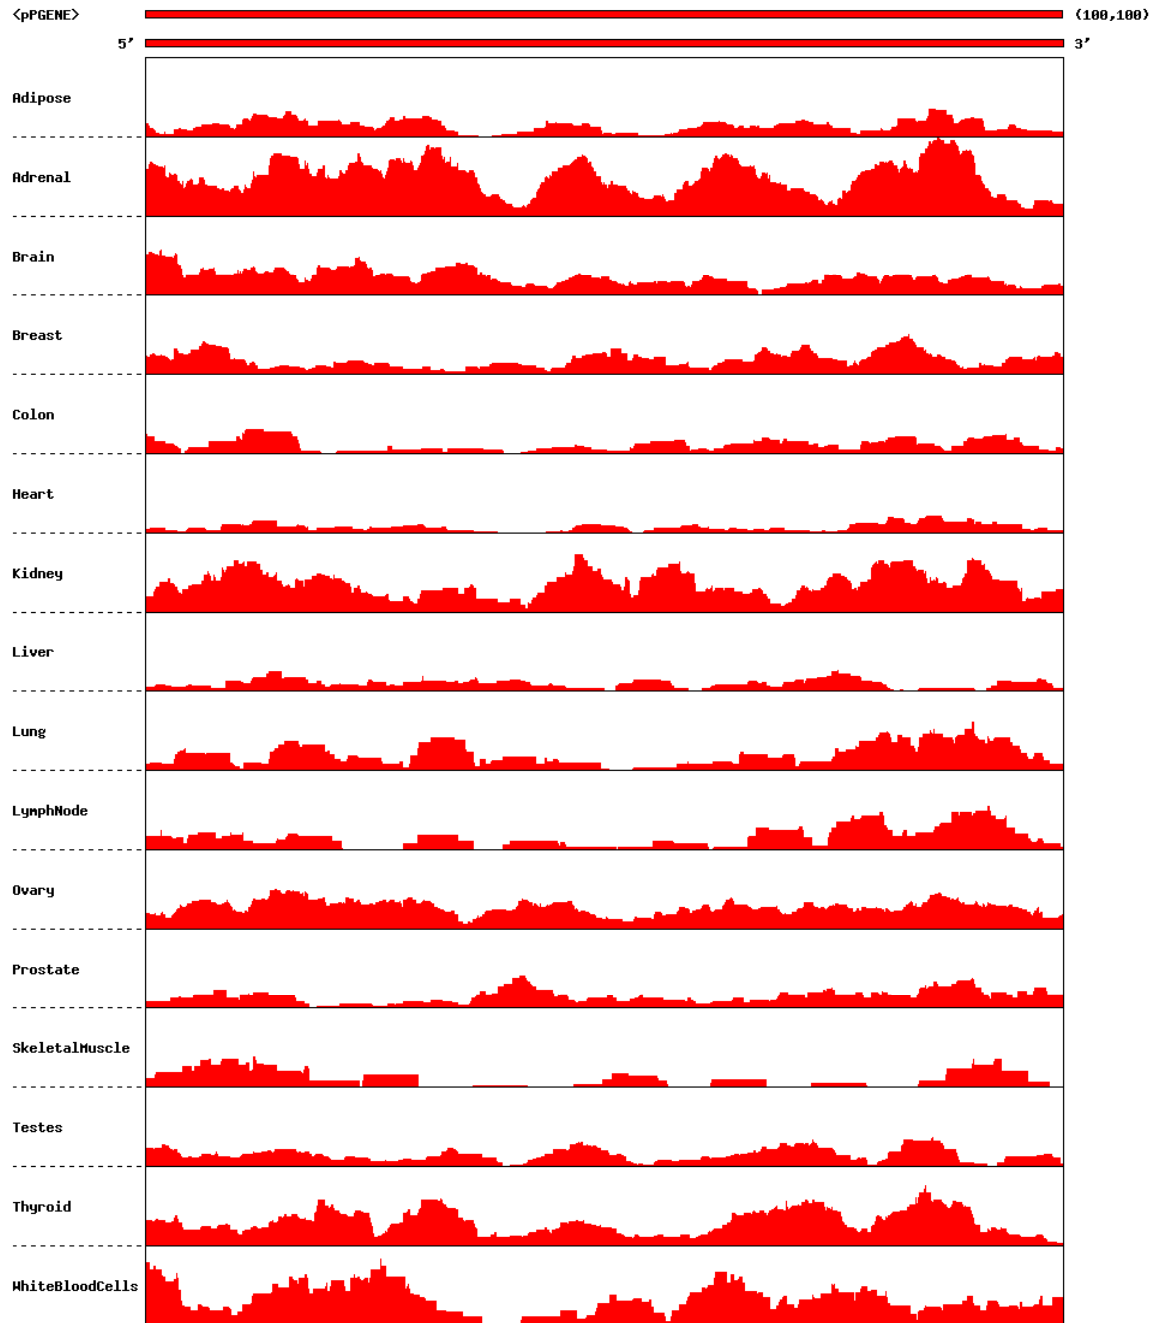 <pPGENE> (100,100)
5' 3'
Adipose
Adrenal
Brain
Breast
Colon
Heart
Kidney
Liver
Lung
LymphNode
Ovary
Prostate
SkeletalMuscle
Testes
Thyroid
WhiteBloodCells